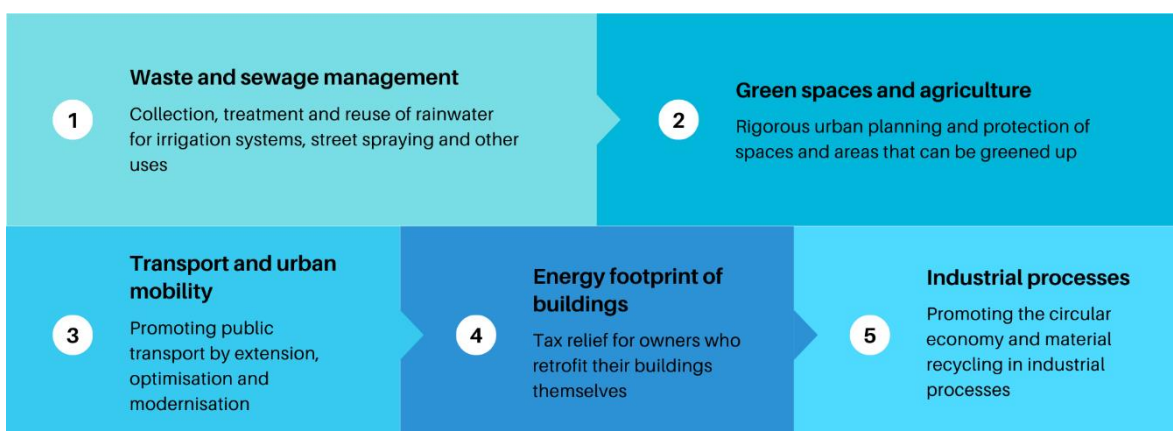 1
Waste and sewage management
Collection, treatment and reuse of rainwater
for irrigation systems, street spraying and other
uses
2
Green spaces and agriculture
Rigorous urban planning and protection of
spaces and areas that can be greened up
3
Transport and urban
mobility
Promoting public
transport by extension,
optimisation and
modernisation
4
Energy footprint of
buildings
Tax relief for owners who
retrofit their buildings
themselves
5
Industrial processes
Promoting the circular
economy and material
recycling in industrial
processes